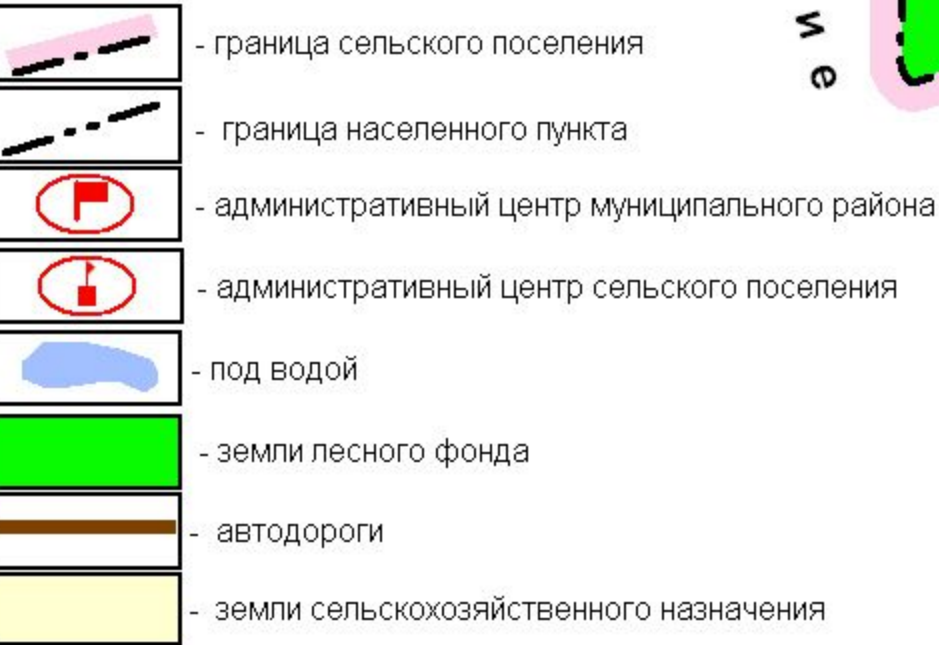 - граница сельского поселения
- граница населенного пункта
- административный центр муниципального района
- административный центр сельского поселения
- под водой
- земли лесного фонда
- автодороги
- земли сельскохозяйственного назначения
и е